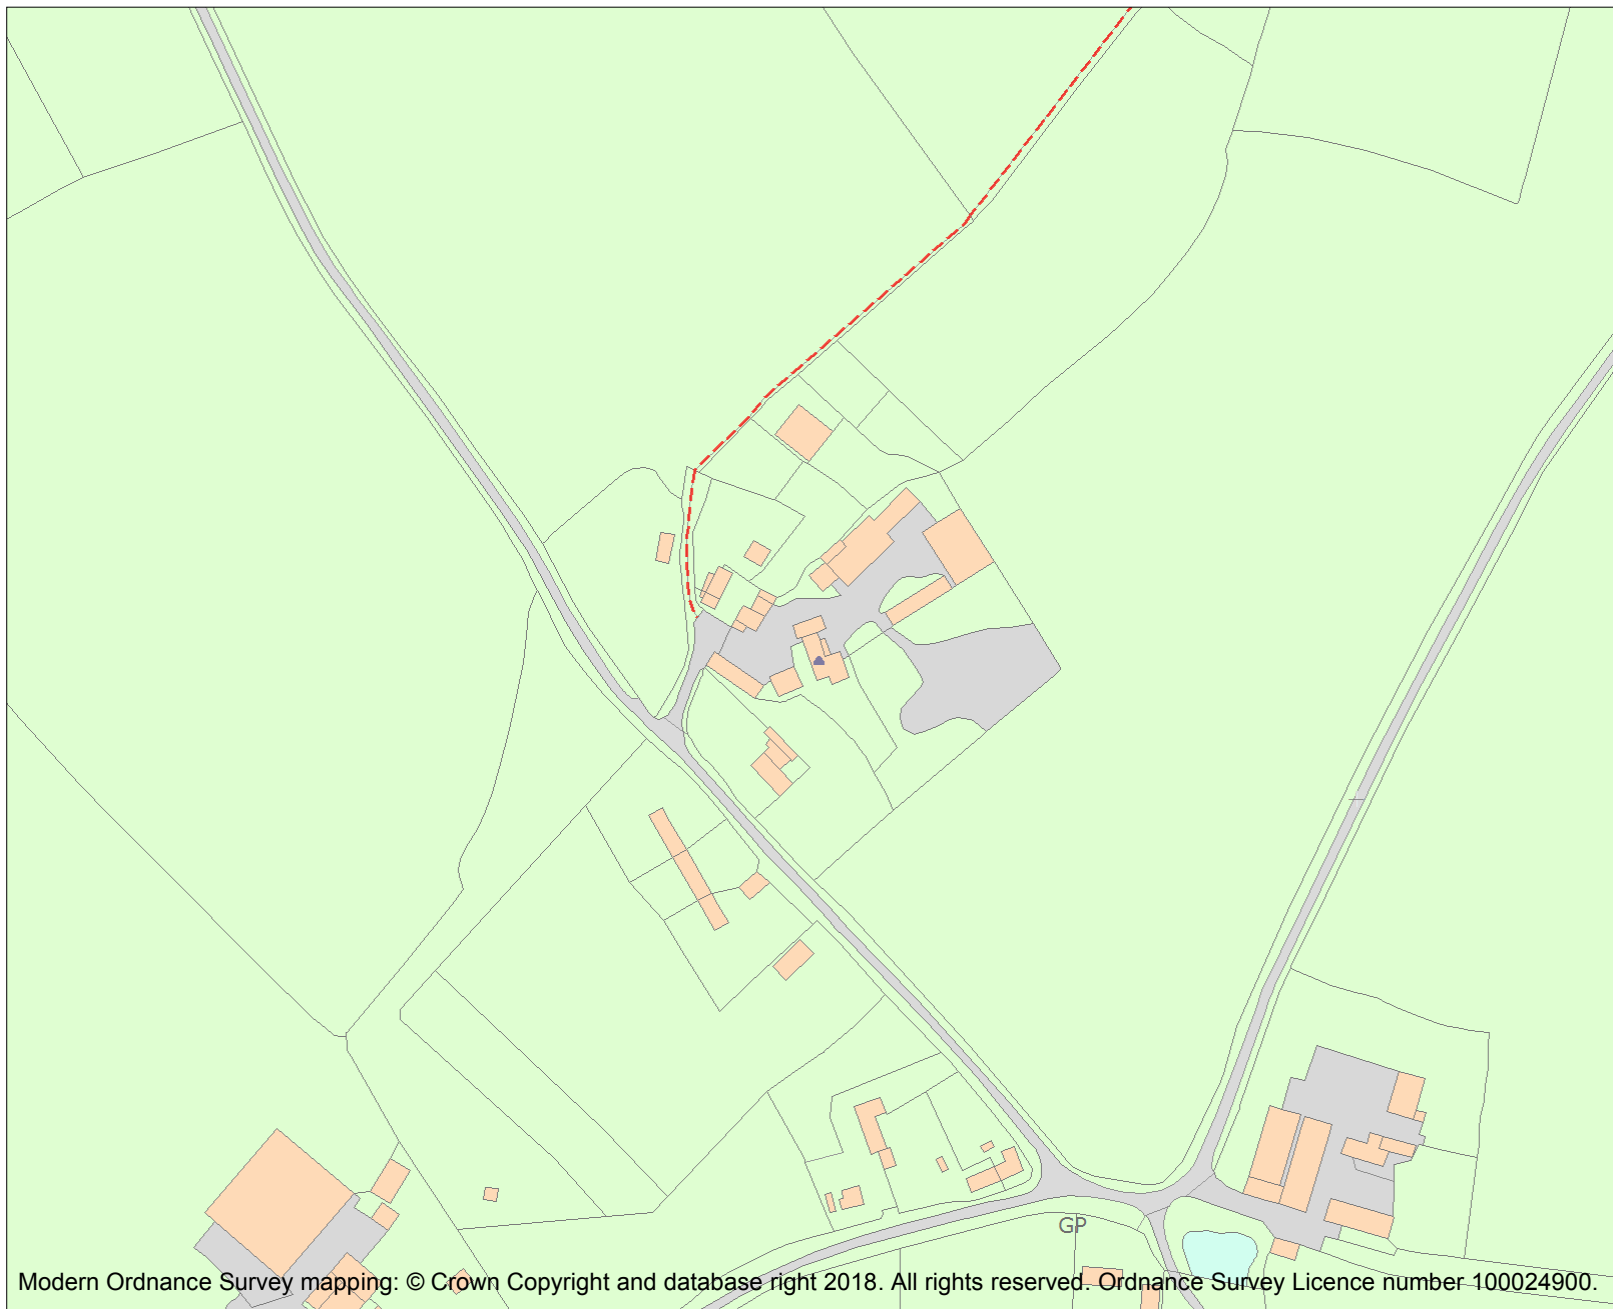 GP
Modern Ordnance Survey mapping: © Crown Copyright and database right 2018. All rights reserved. Ordnance Survey Licence number 100024900.